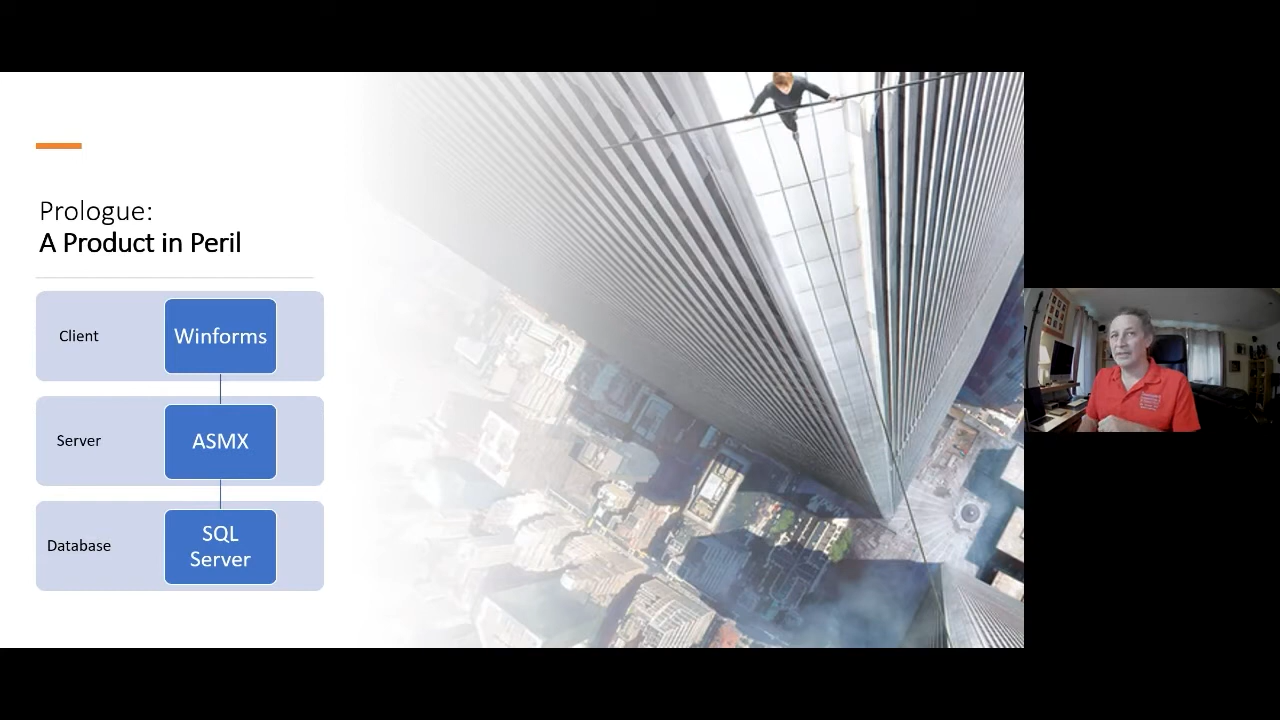 Prologue:
A Product in Peril
Client
Winforms
Server
ASMX
Database
SQL
Server